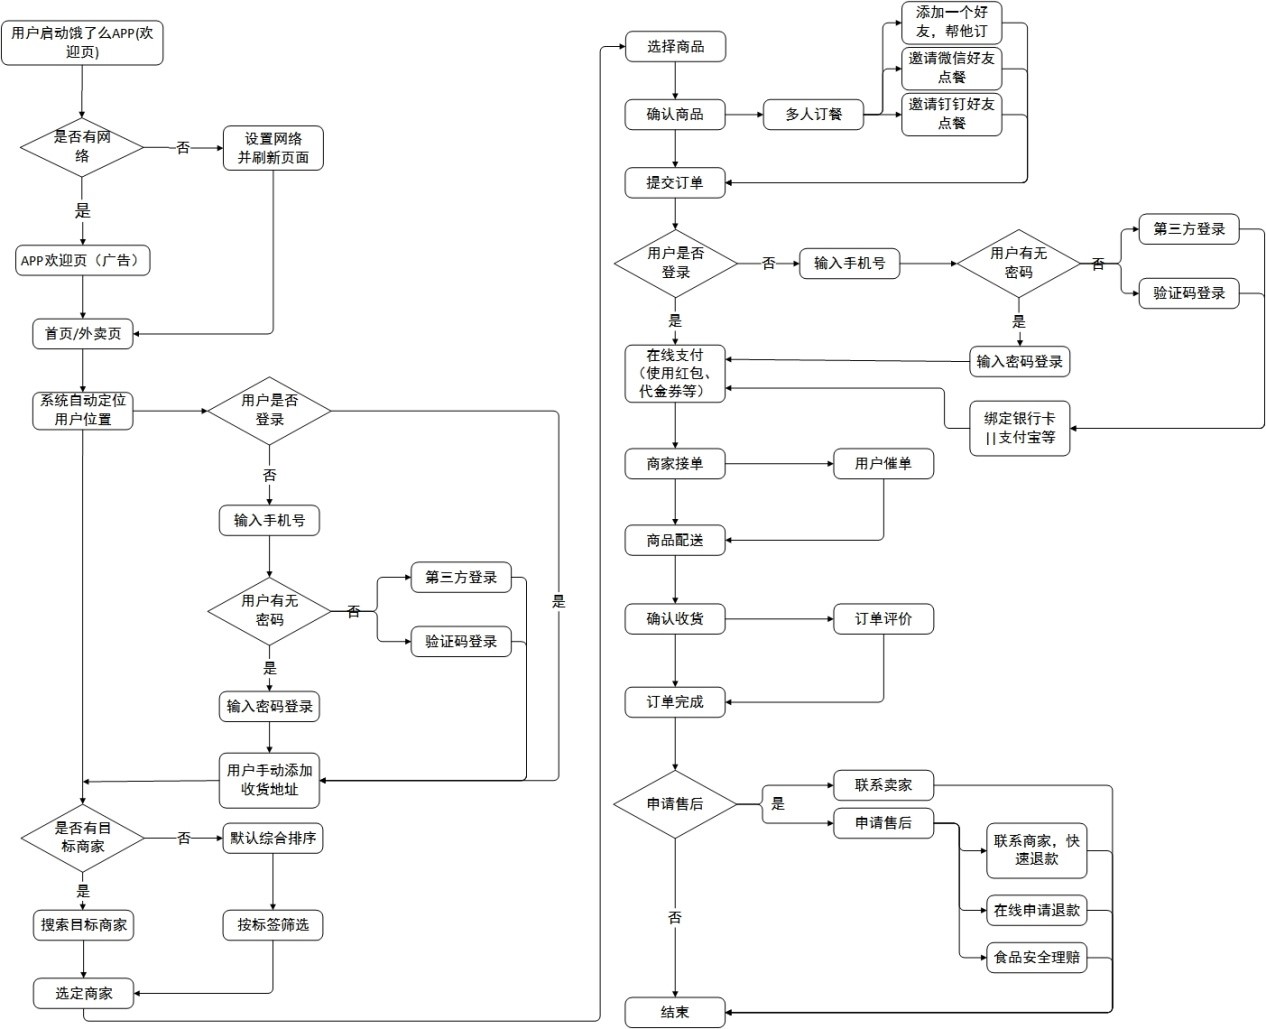 用户启动饿了么APP(欢
迎页)
是否有网
络
否
设置网络
并刷新页面
是
APP欢迎页（广告）
首页/外卖页
系统自动定位
用户位置
用户是否
登录
否
输入手机号
用户有无
密码
否
第三方登录
验证码登录
是
是
输入密码登录
用户手动添加
收货地址
是否有目
标商家
否
默认综合排序
是
搜索目标商家
按标签筛选
选定商家
选择商品
确认商品
多人订餐
添加一个好
友，帮他订
邀请微信好友
点餐
邀请钉钉好友
点餐
提交订单
用户是否
登录
否
输入手机号
用户有无
密码
否
第三方登录
验证码登录
是
是
输入密码登录
在线支付
（使用红包、
代金券等）
绑定银行卡
||支付宝等
商家接单
用户催单
商品配送
确认收货
订单评价
订单完成
申请售后
是
联系卖家
申请售后
联系商家，快
速退款
在线申请退款
食品安全理赔
否
结束